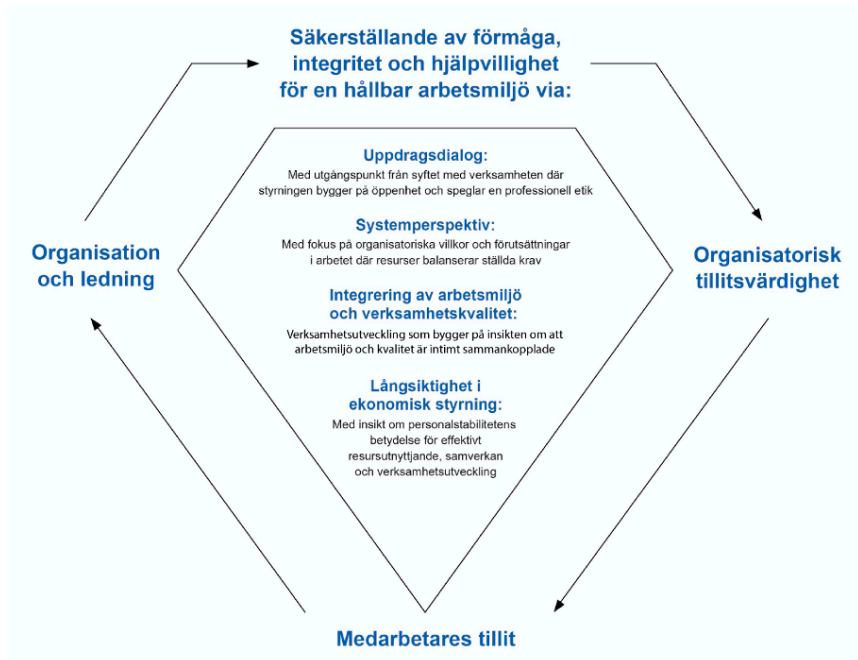 Säkerställande av förmåga,
integritet och hjälpvillighet
för en hållbar arbetsmiljö via:
Uppdragsdialog:
Med utgångspunkt från syftet med verksamheten där
styrningen bygger på öppenhet och speglar en professionell etik
Systemperspektiv:
Med fokus på organisatoriska villkor och förutsättningar
i arbetet där resurser balanserar ställda krav
Organisation
och ledning
Organisatorisk
tillitsvärdighet
Integrering av arbetsmiljö
och verksamhetskvalitet:
Verksamhetsutveckling som bygger på insikten om att
arbetsmiljö och kvalitet är intimt sammankopplade
Långsiktighet i
ekonomisk styrning:
Med insikt om personalstabilitetens
betydelse för effektivt
resursutnyttjande, samverkan
och verksamhetsutveckling
Medarbetares tillit